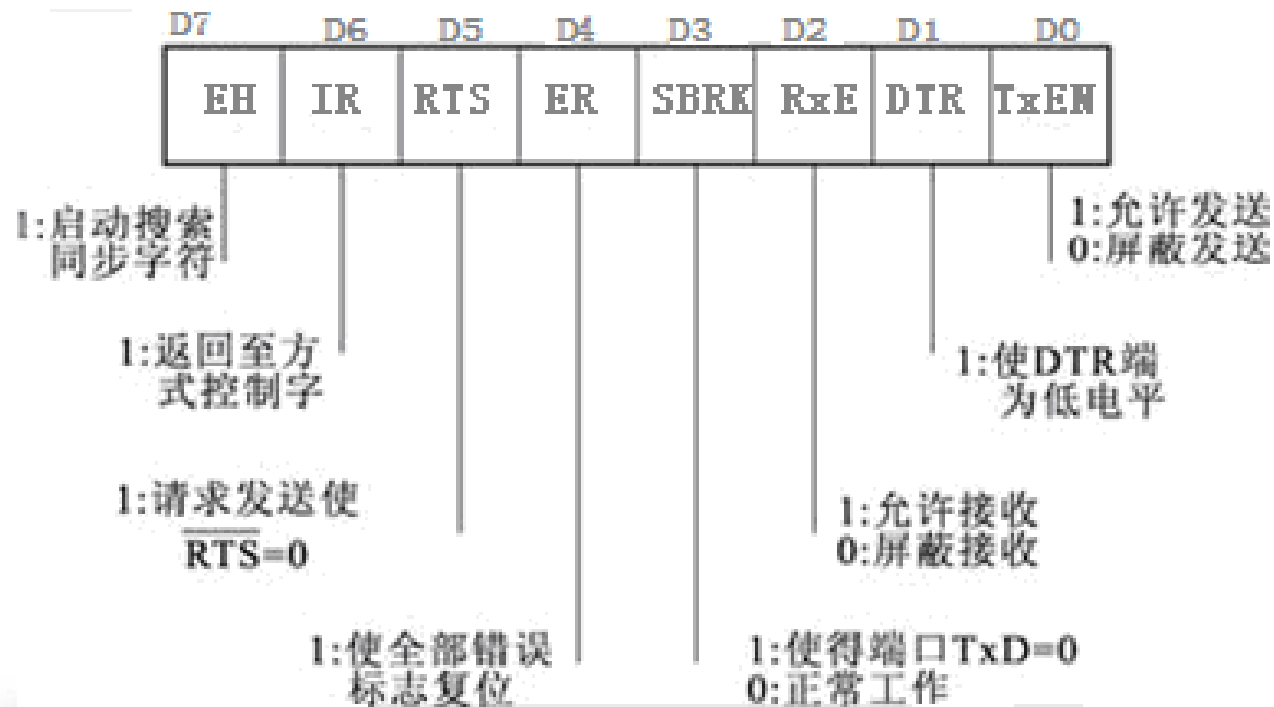 D7 D6 D5 D4 D3 D2 D1 D0
EH IR RTS ER SBRK RxE DTR TxEN
1:启动搜索
同步字符
1:允许发送
0:屏蔽发送
1:返回至方
式控制字
1:使DTR端
为低电平
1:请求发送使
RTS=0
1:允许接收
0:屏蔽接收
1:使全部错误
标志复位
1:使得端口TxD=0
0:正常工作